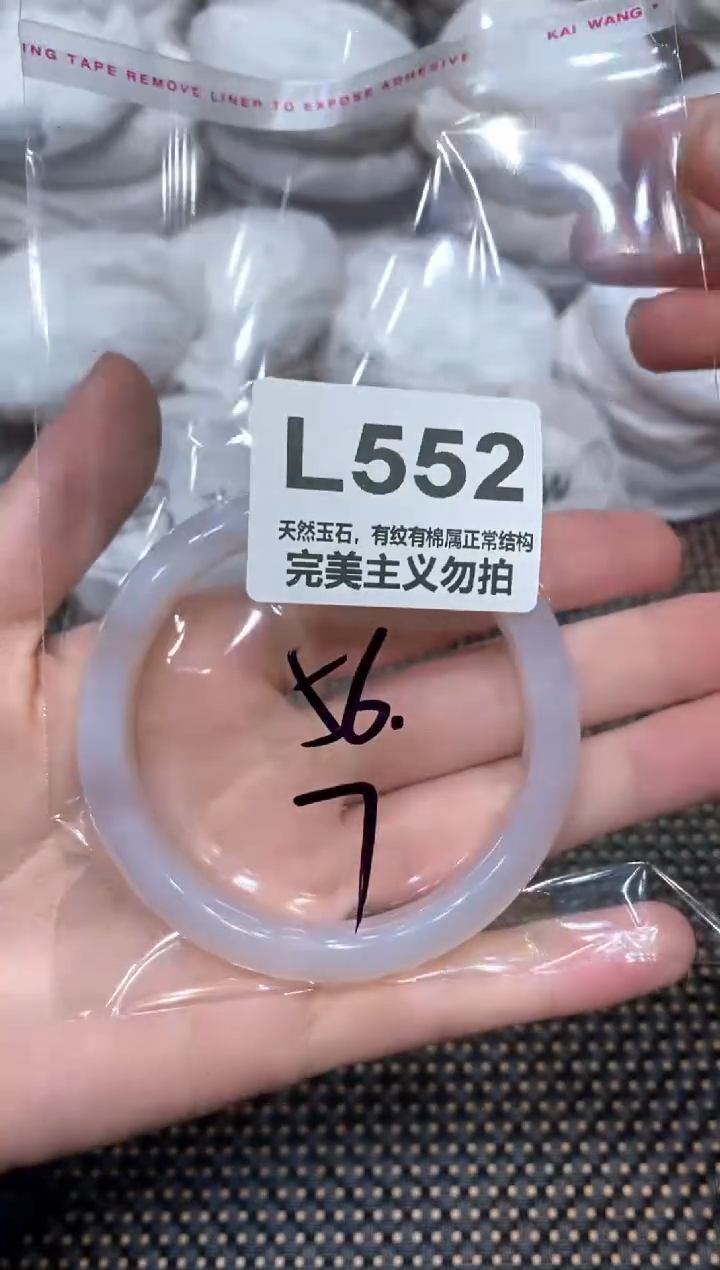 ING TAPE REMOVE LINER TO EXPOSE ADHESIVE
KAI WANG
L552
天然玉石，有纹有棉属正常结构
完美主义勿拍
56.
7